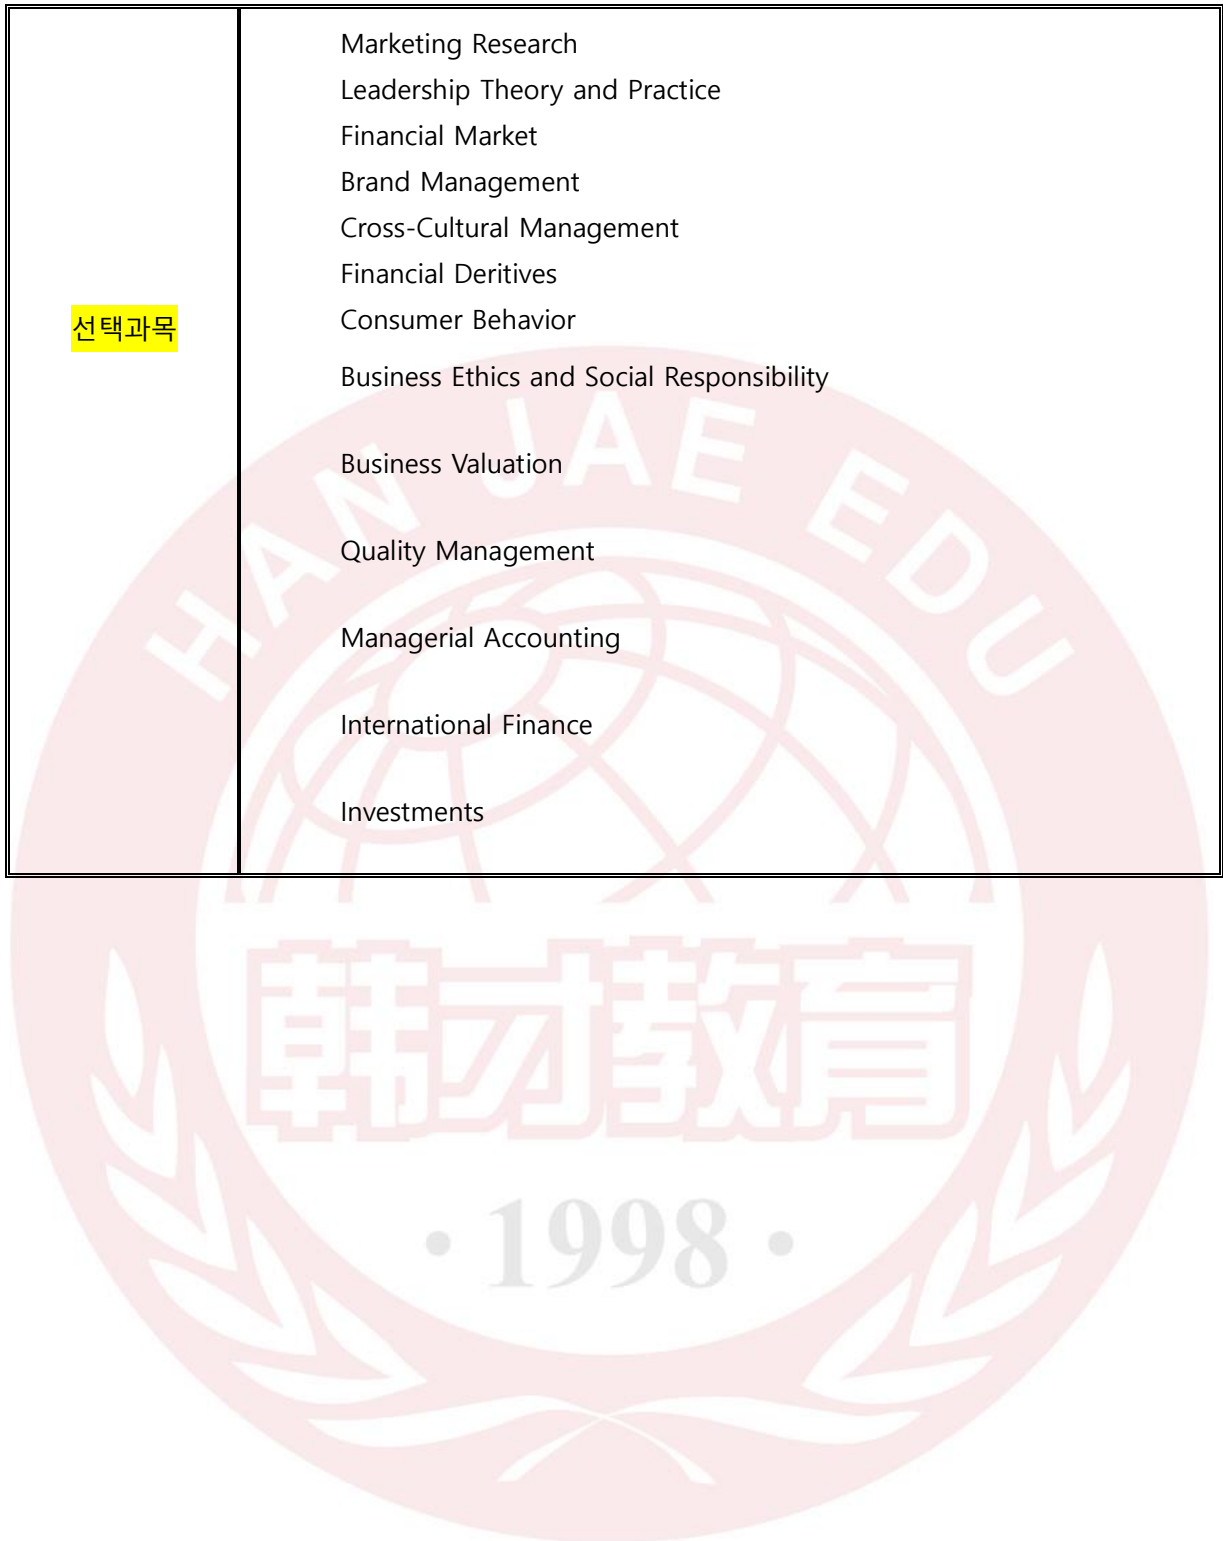 Marketing Research
Leadership Theory and Practice
Financial Market
Brand Management
Cross-Cultural Management
Financial Deritives
선택과목
Consumer Behavior
Business Ethics and Social Responsibility
Business Valuation
Quality Management
Managerial Accounting
International Finance
Investments
HAN JAE EDU
韩才教育
·1998·